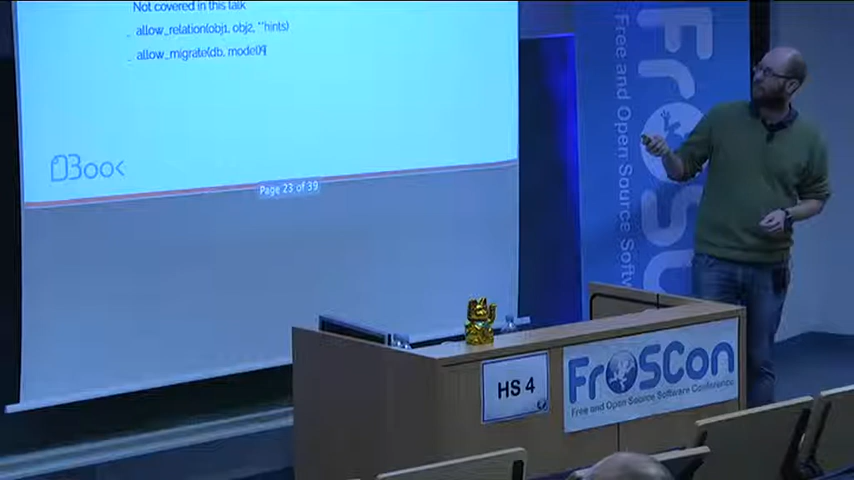 Not covered in this talk
- allow_relation(obj1, obj2, **hints)
- allow_migrate(db, model)
Book
Page 23 of 39
Free and Open Source Software
FrOSCon
HS 4
FrOSCon
Free and Open Source Software Conference